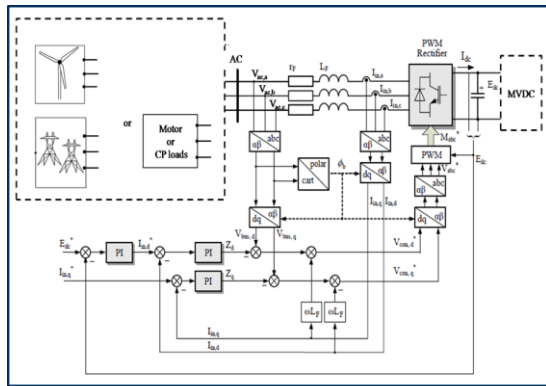 AC
PWM
Rectifier
I_dc
E_dc
MVDC
r_F
L_F
V_ac,a
V_ac,b
V_ac,c
I_in,a
I_in,b
I_in,c
or
Motor
or
CP loads
abc
αβ
abc
αβ
polar
cart
ϕ_b
αβ
dq
PWM
M_abc*
V_abc*
E_dc
abc
αβ
αβ
dq
αβ
dq
I_in,q
I_in,d
V_bus,d
V_bus,q
V_con,d*
V_con,q*
E_dc*
PI
I_in,d*
PI
Z_d
I_in,q*
PI
Z_q
ωL_F
ωL_F
I_in,q
I_in,d